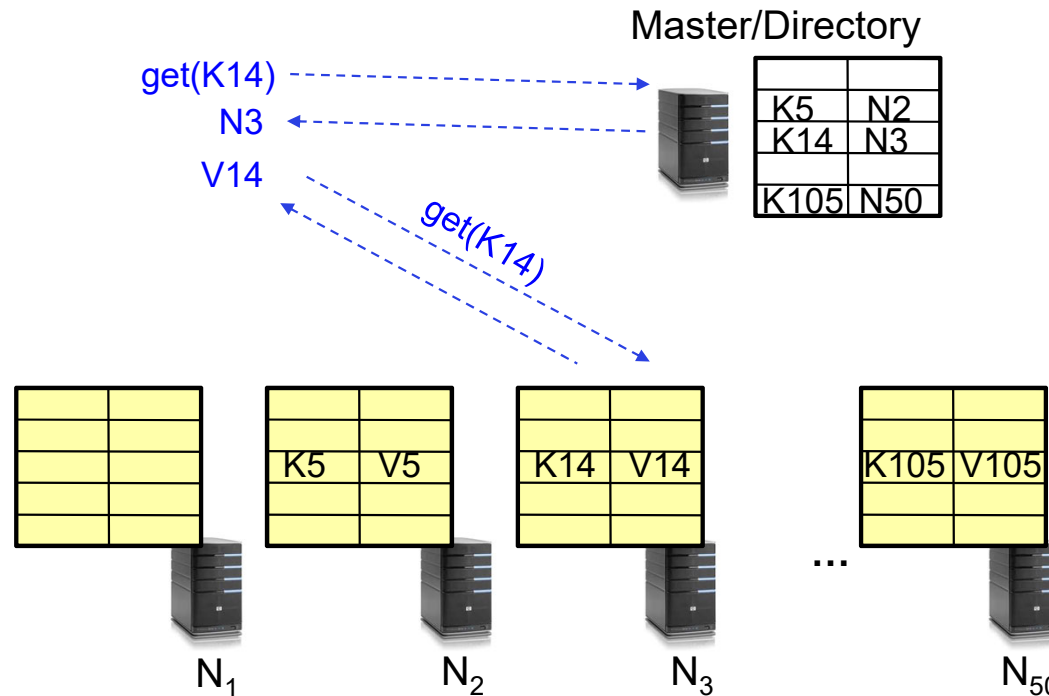 Master/Directory
get(K14)
N3
V14
K5 N2
K14 N3
K105 N50
get(K14)
K5 V5
K14 V14
K105 V105
...
N1
N2
N3
N50